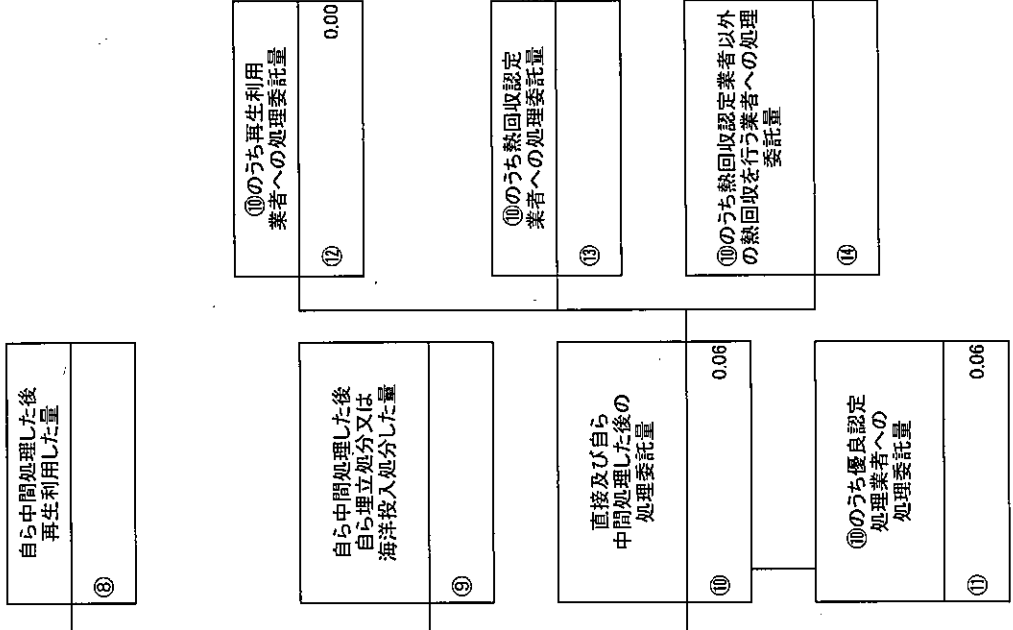 自ら中間処理した後
再生利用した量
⑧
自ら中間処理した後
自ら埋立処分又は
海洋投入処分した量
⑨
直接及び自ら
中間処理した後の
処理委託量
⑩ 0.06
⑩のうち優良認定
処理業者への
処理委託量
⑪ 0.06
⑩のうち再生利用
業者への処理委託量
⑫ 0.00
⑩のうち熱回収認定
業者への処理委託量
⑬
⑩のうち熱回収認定業者以外
の熱回収を行う業者への処理
委託量
⑭